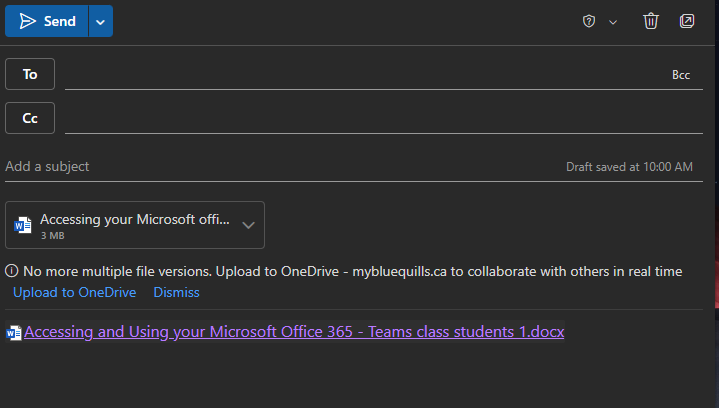 Send
To
Bcc
Cc
Add a subject
Draft saved at 10:00 AM
Accessing your Microsoft offi...
3 MB
No more multiple file versions. Upload to OneDrive - mybluequills.ca to collaborate with others in real time
Upload to OneDrive Dismiss
Accessing and Using your Microsoft Office 365 - Teams class students 1.docx